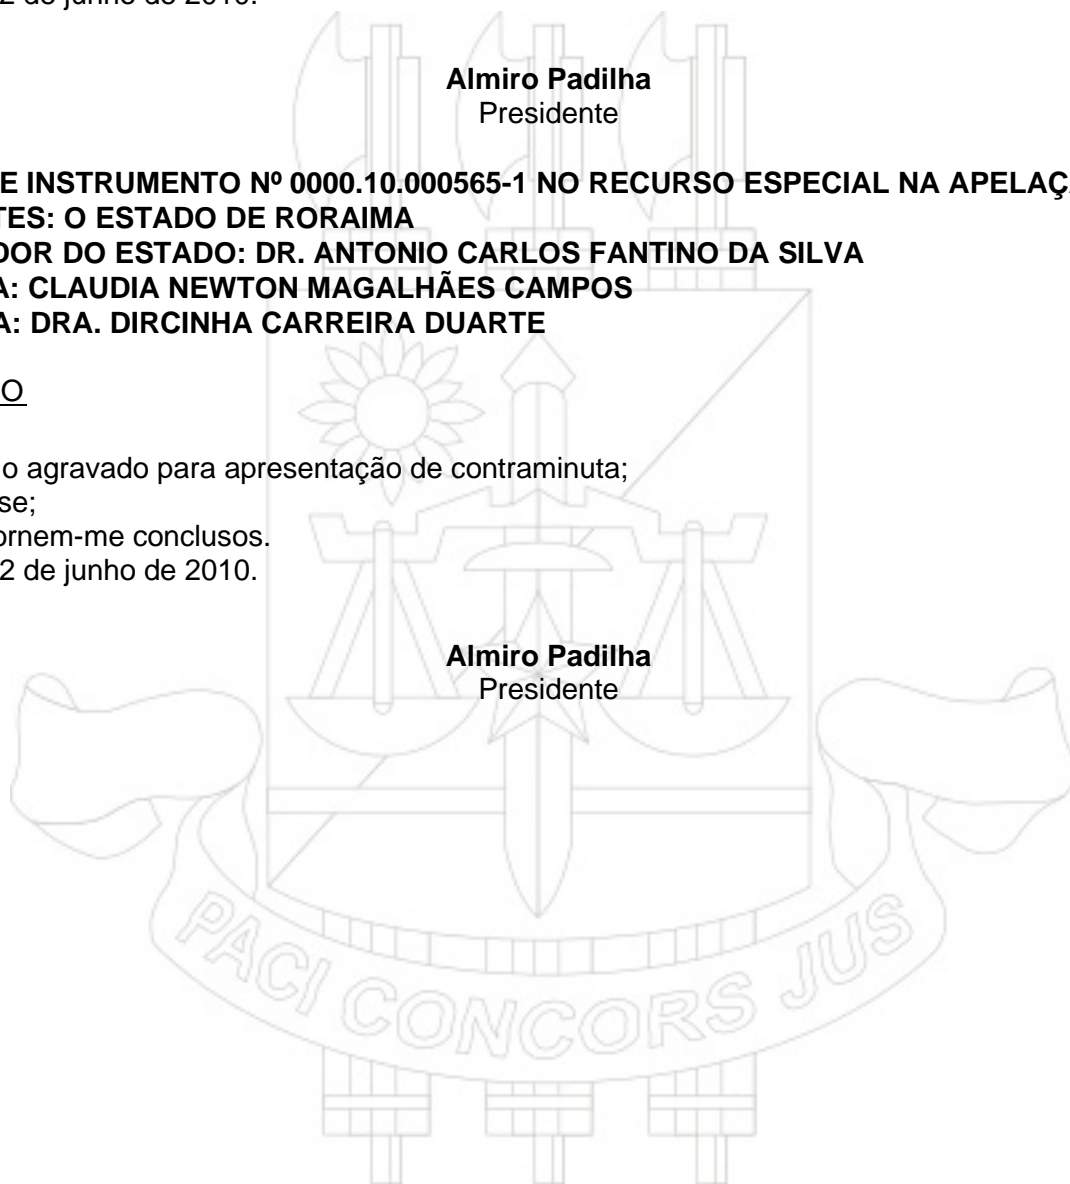 2 de junho de 2010.
Almiro Padilha
Presidente
E INSTRUMENTO Nº 0000.10.000565-1 NO RECURSO ESPECIAL NA APELAÇ
TES: O ESTADO DE RORAIMA
DOR DO ESTADO: DR. ANTONIO CARLOS FANTINO DA SILVA
A: CLAUDIA NEWTON MAGALHÃES CAMPOS
A: DRA. DIRCINHA CARREIRA DUARTE
O
o agravado para apresentação de contraminuta;
se;
ornem-me conclusos.
2 de junho de 2010.
Almiro Padilha
Presidente
PACI CONCORS JUS